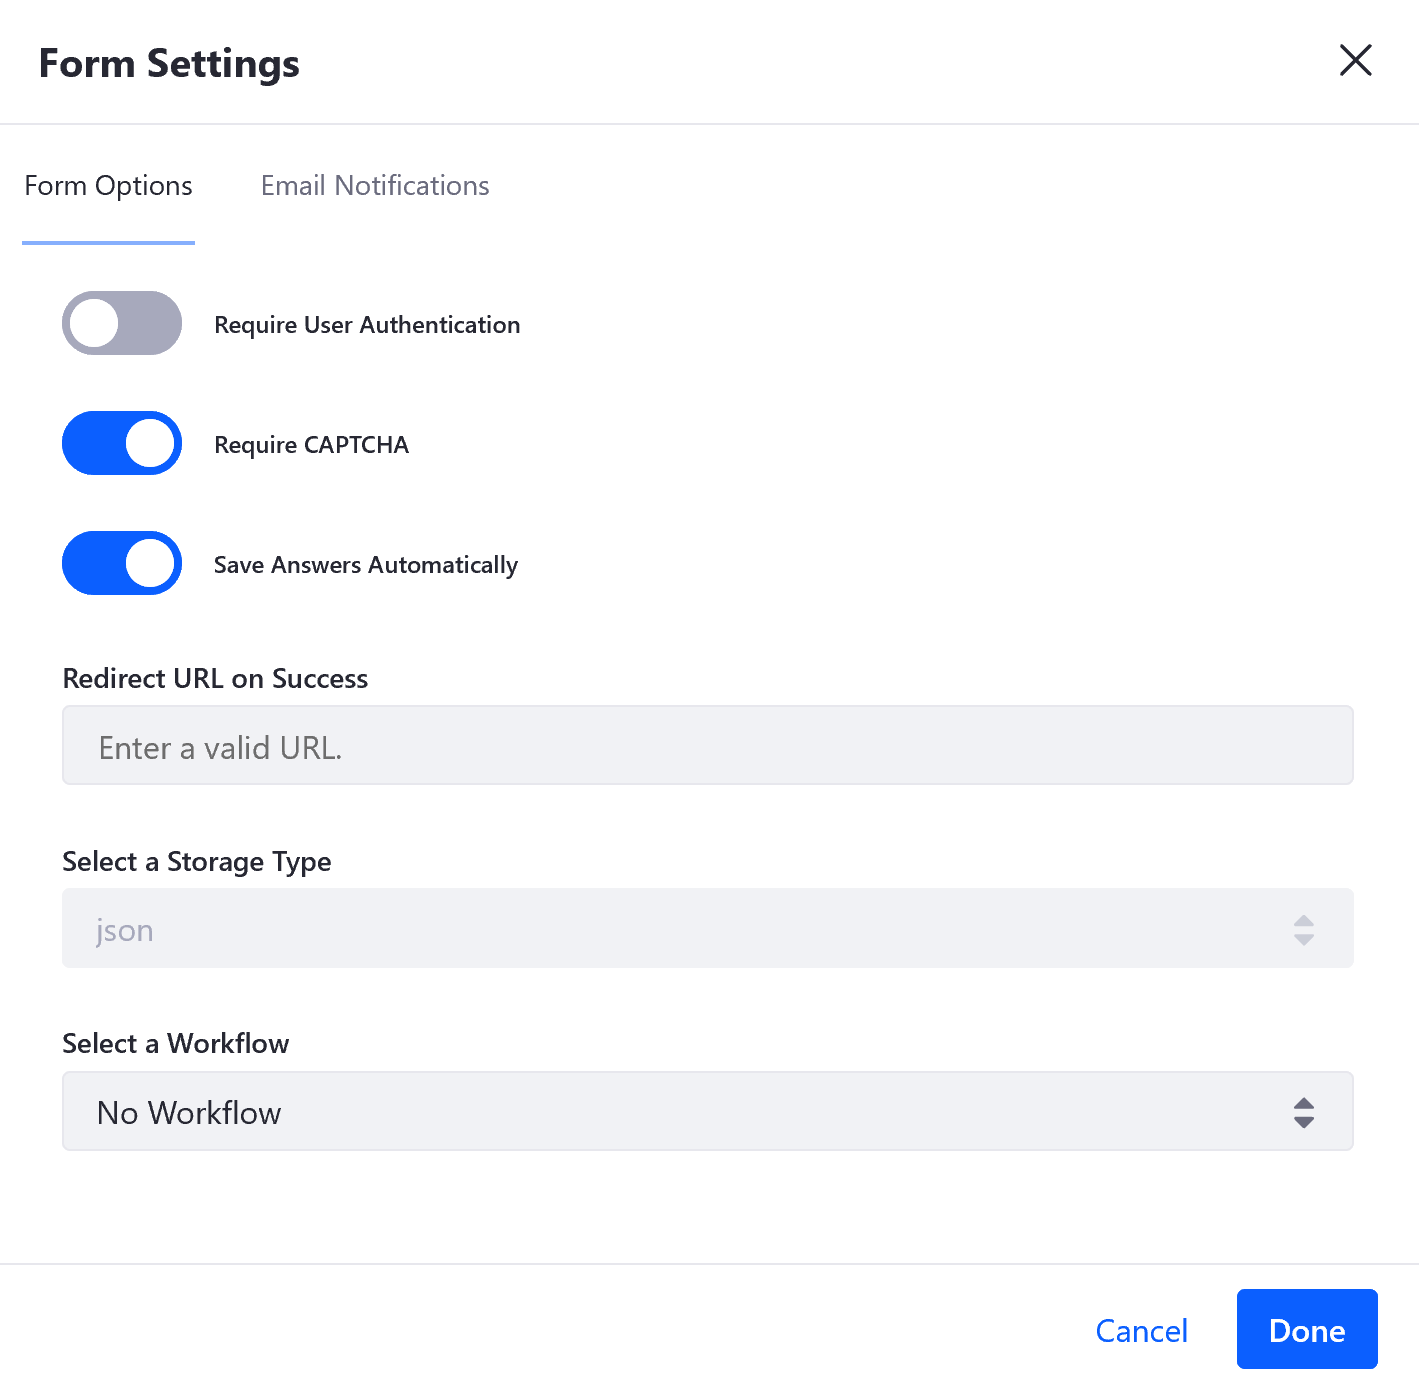 Form Settings
Form Options
Email Notifications
Require User Authentication
Require CAPTCHA
Save Answers Automatically
Redirect URL on Success
Enter a valid URL.
Select a Storage Type
json
Select a Workflow
No Workflow
Cancel
Done